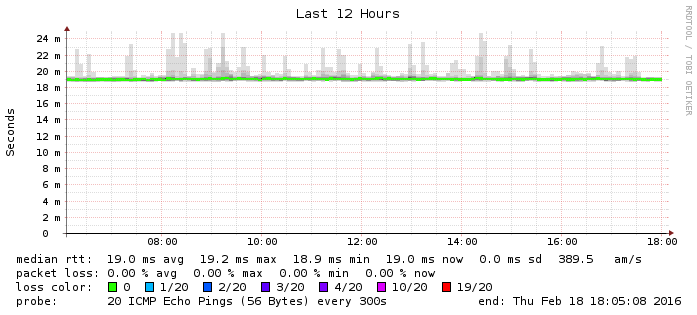 Last 12 Hours
RRDTOOL / TOBI OETIKER
Seconds
24 m
22 m
20 m
18 m
16 m
14 m
12 m
10 m
8 m
6 m
4 m
2 m
0
08:00 10:00 12:00 14:00 16:00 18:00
median rtt: 19.0 ms avg 19.2 ms max 18.9 ms min 19.0 ms now 0.0 ms sd 389.5 am/s
packet loss: 0.00 % avg 0.00 % max 0.00 % min 0.00 % now
loss color: 0 1/20 2/20 3/20 4/20 10/20 19/20
probe: 20 ICMP Echo Pings (56 Bytes) every 300s end: Thu Feb 18 18:05:08 2016